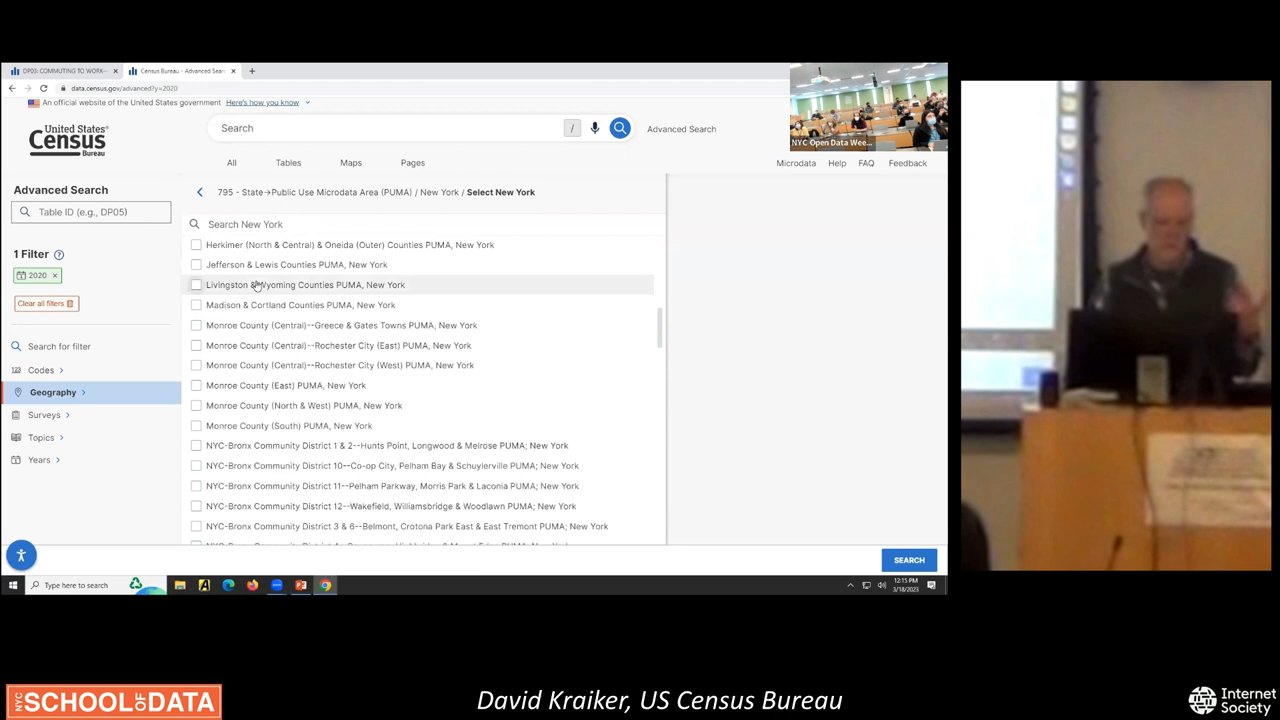 DP03: COMMUTING TO WORK--
Census Bureau - Advanced Sear
data.census.gov/advanced?y=2020
An official website of the United States government Here's how you know
United States®
Census
Bureau
Search / Advanced Search
All Tables Maps Pages
Microdata Help FAQ Feedback
NYC Open Data Wee...
Advanced Search
Table ID (e.g., DP05)
1 Filter ?
2020 ×
Clear all filters
Search for filter
Codes
Geography
Surveys
Topics
Years
795 - State→Public Use Microdata Area (PUMA) / New York / Select New York
Search New York
Herkimer (North & Central) & Oneida (Outer) Counties PUMA, New York
Jefferson & Lewis Counties PUMA, New York
Livingston & Wyoming Counties PUMA, New York
Madison & Cortland Counties PUMA, New York
Monroe County (Central)--Greece & Gates Towns PUMA, New York
Monroe County (Central)--Rochester City (East) PUMA, New York
Monroe County (Central)--Rochester City (West) PUMA, New York
Monroe County (East) PUMA, New York
Monroe County (North & West) PUMA, New York
Monroe County (South) PUMA, New York
NYC-Bronx Community District 1 & 2--Hunts Point, Longwood & Melrose PUMA; New York
NYC-Bronx Community District 10--Co-op City, Pelham Bay & Schuylerville PUMA; New York
NYC-Bronx Community District 11--Pelham Parkway, Morris Park & Laconia PUMA; New York
NYC-Bronx Community District 12--Wakefield, Williamsbridge & Woodlawn PUMA; New York
NYC-Bronx Community District 3 & 6--Belmont, Crotona Park East & East Tremont PUMA; New York
SEARCH
Type here to search
12:15 PM
3/18/2023
NYC SCHOOL OF DATA
David Kraiker, US Census Bureau
Internet
Society